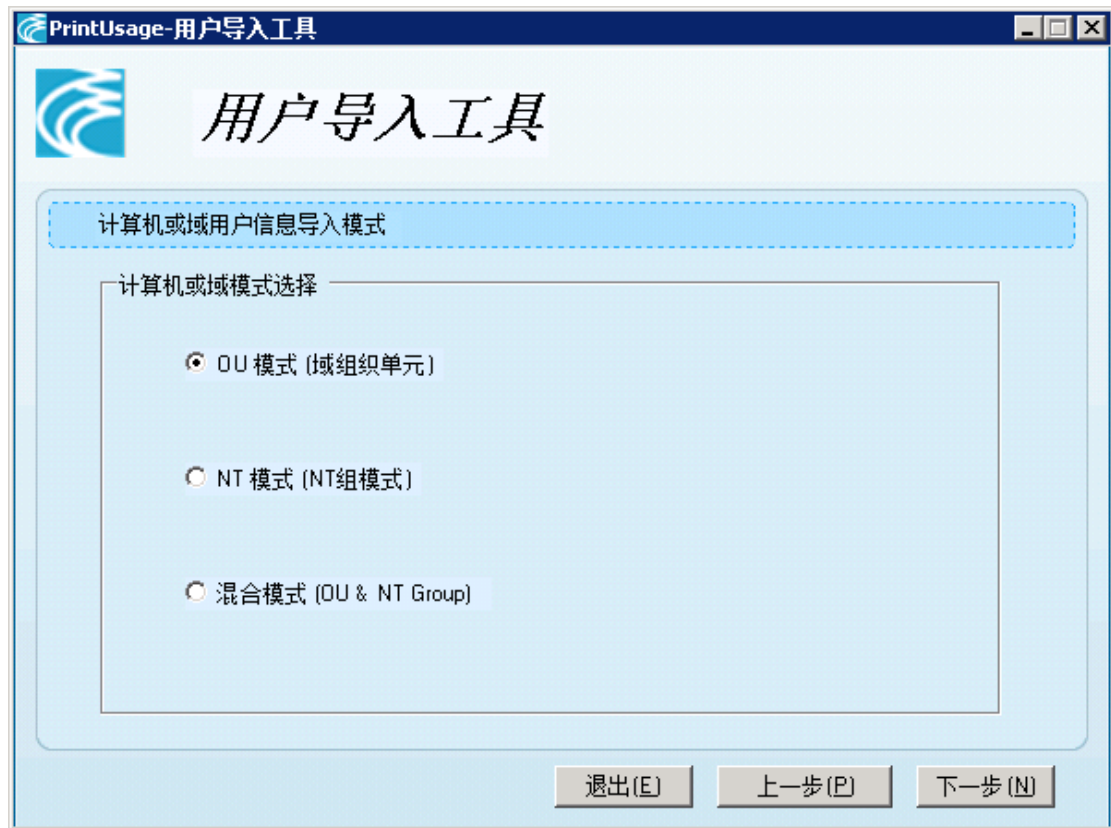 PrintUsage-用户导入工具
用户导入工具
计算机或域用户信息导入模式
计算机或域模式选择
OU 模式 (域组织单元)
NT 模式 (NT组模式)
混合模式 (OU & NT Group)
退出(E) 上一步(P) 下一步(N)